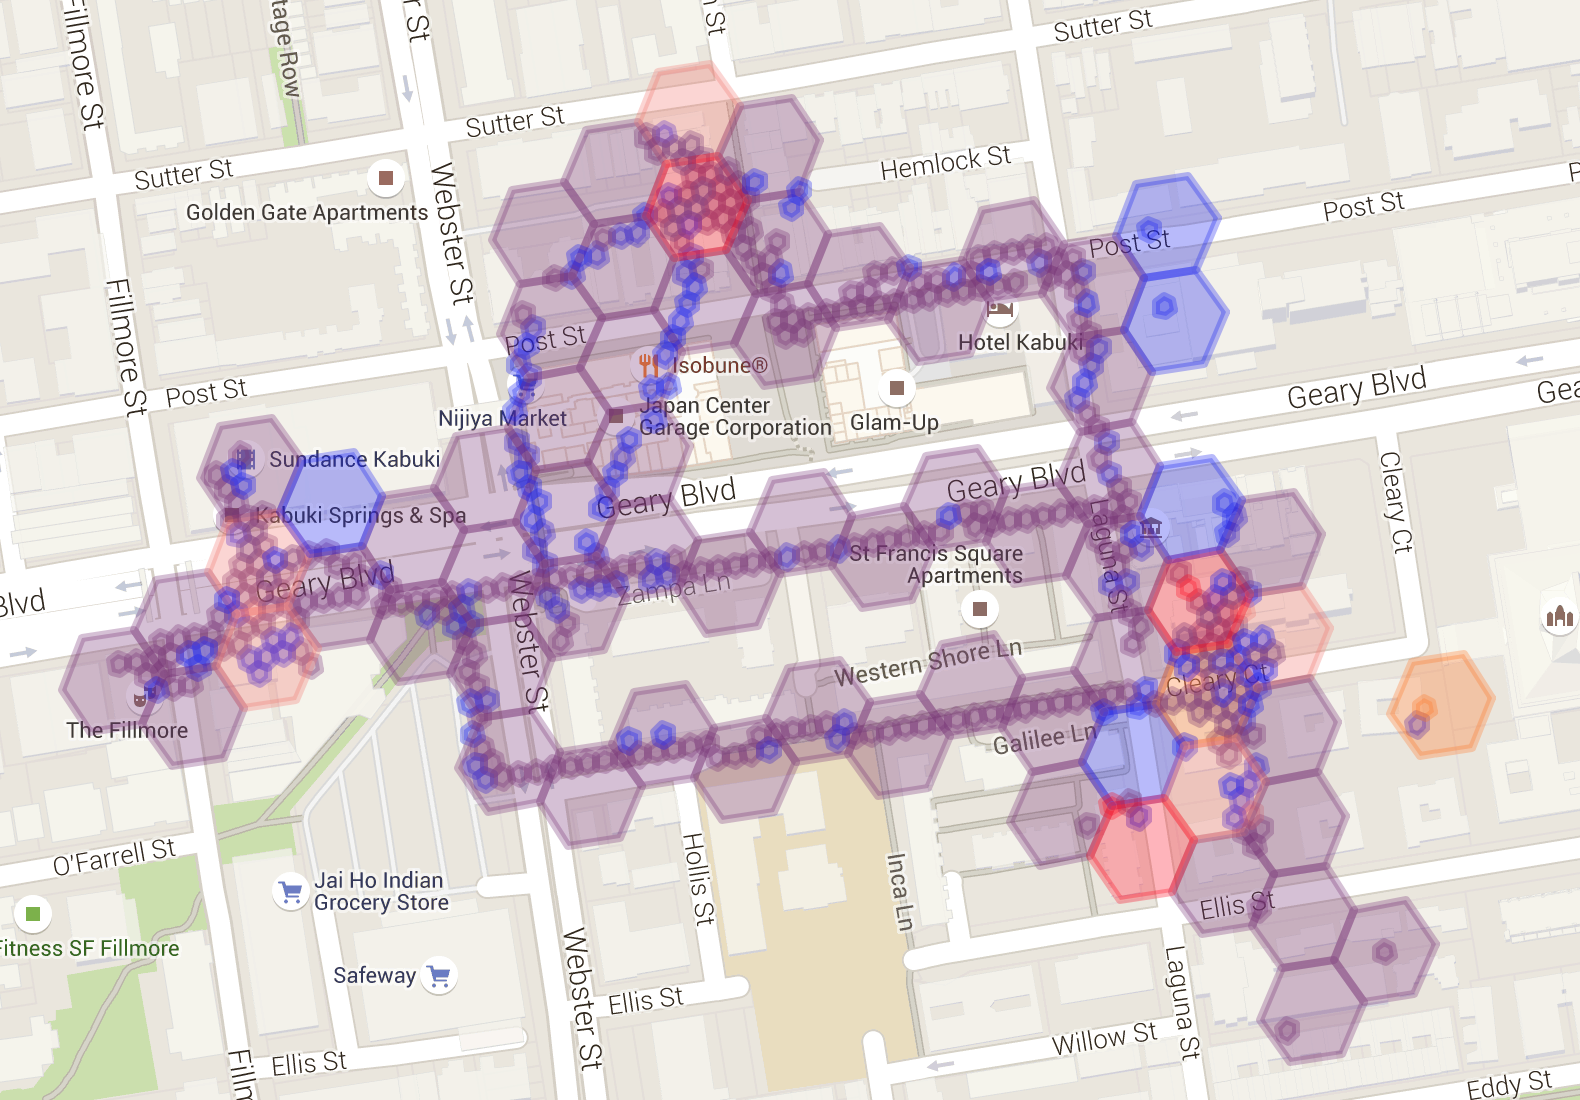 Fillmore St
tage Row
r St
n St
Sutter St
Sutter St
Sutter St
Webster St
Hemlock St
Golden Gate Apartments
Post St
Post St
P
Fillmore St
Post St
Hotel Kabuki
Isobune®
Post St
Geary Blvd
Gea
Nijiya Market
Japan Center
Garage Corporation
Glam-Up
Sundance Kabuki
Geary Blvd
Geary Blvd
Cleary Ct
Kabuki Springs & Spa
Laguna St
St Francis Square
Apartments
Geary Blvd
Zampa Ln
Blvd
Webster St
Western Shore Ln
Cleary Ct
The Fillmore
Galilee Ln
O'Farrell St
Hollis St
Inca Ln
Jai Ho Indian
Grocery Store
Ellis St
Fitness SF Fillmore
Safeway
Webster St
Laguna St
Ellis St
Ellis St
Willow St
Fillm
Eddy St